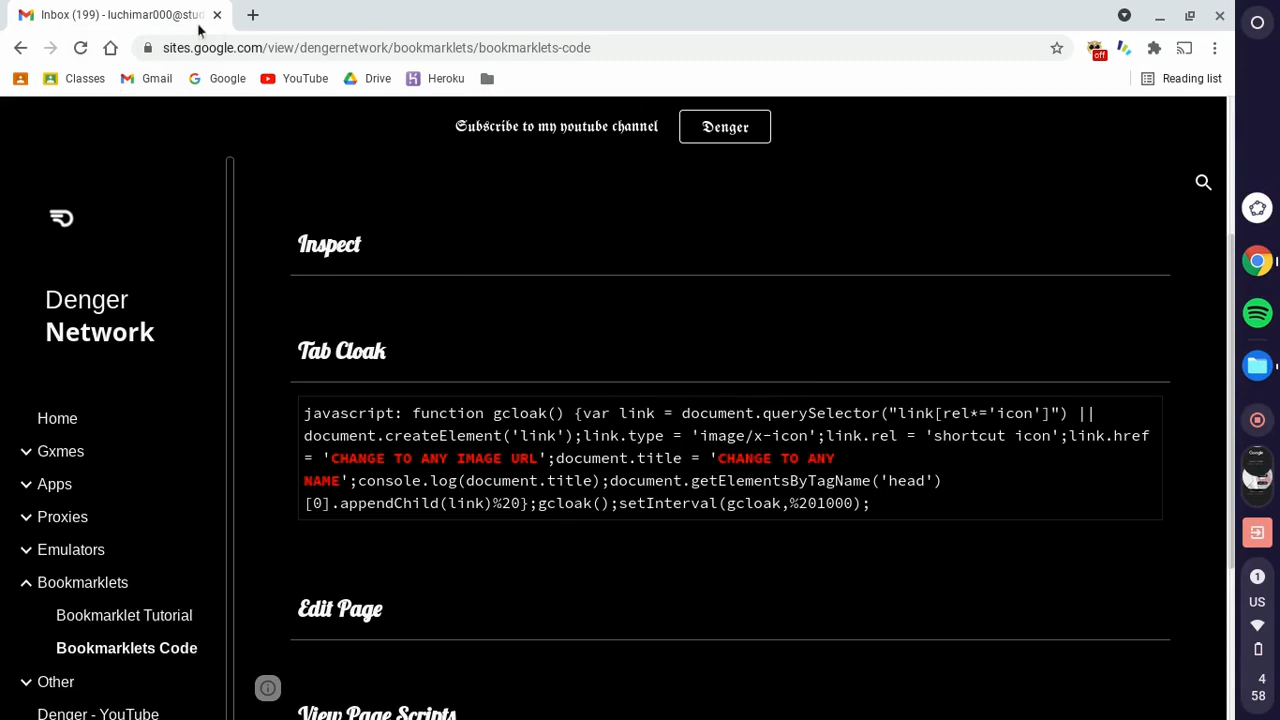 Inbox (199) - luchimar000@stud
sites.google.com/view/dengernetwork/bookmarklets/bookmarklets-code
off
Classes Gmail Google YouTube Drive Heroku Reading list
Subscribe to my youtube channel Denger
Inspect
Denger
Network
Tab Cloak
javascript: function gcloak() {var link = document.querySelector("link[rel*='icon']") ||
document.createElement('link');link.type = 'image/x-icon';link.rel = 'shortcut icon';link.href
= 'CHANGE TO ANY IMAGE URL';document.title = 'CHANGE TO ANY
NAME';console.log(document.title);document.getElementsByTagName('head')
[0].appendChild(link)%20};gcloak();setInterval(gcloak,%201000);
Home
Gxmes
Apps
Proxies
Emulators
Bookmarklets
Bookmarklet Tutorial
Bookmarklets Code
Other
Denger - YouTube
Edit Page
View Page Scripts
1
US
4
58